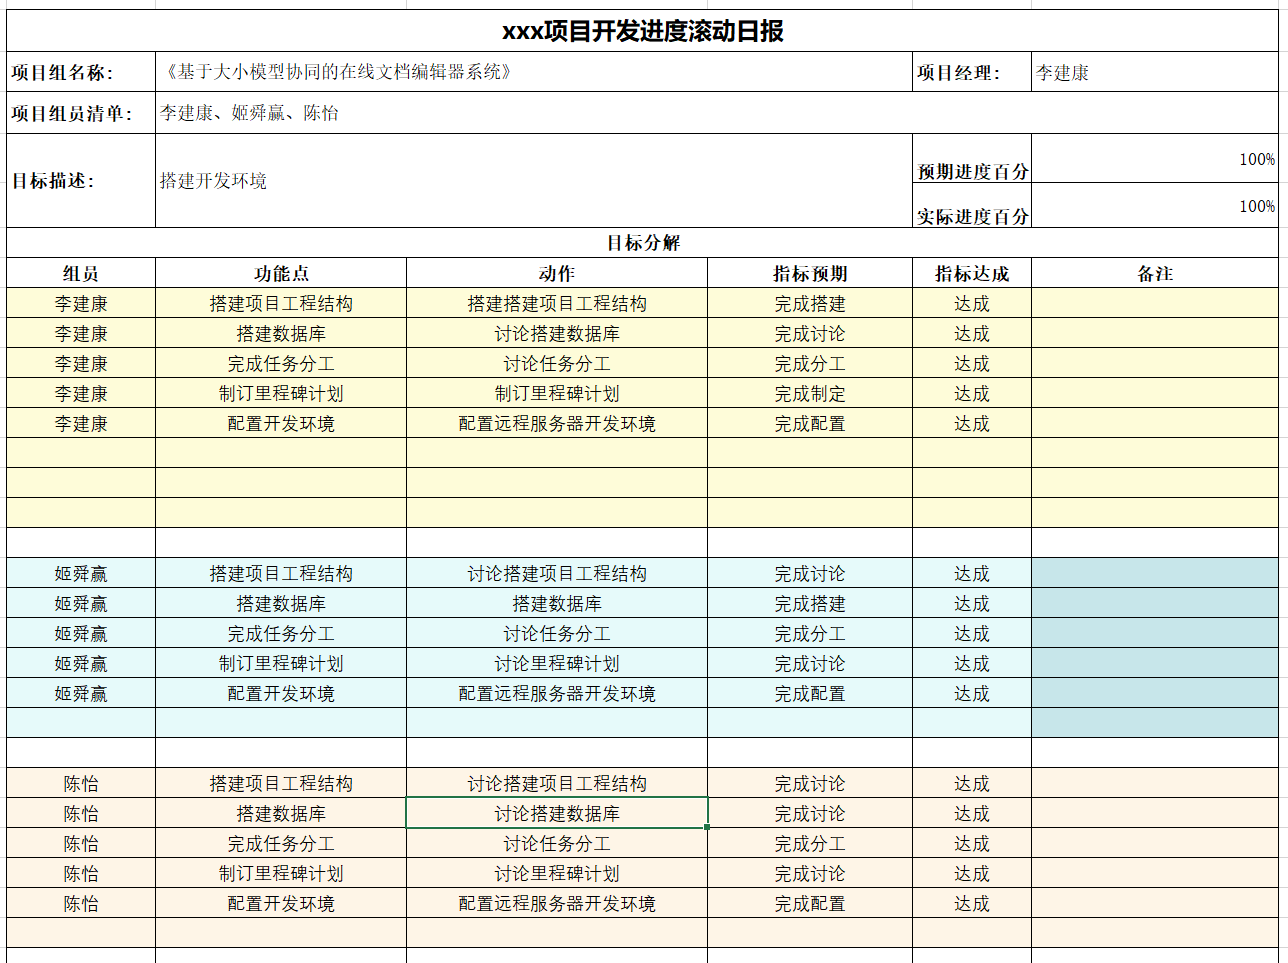 xxx项目开发进度滚动日报
项目组名称： 《基于大小模型协同的在线文档编辑器系统》 项目经理： 李建康
项目组员清单： 李建康、姬舜赢、陈怡
目标描述： 搭建开发环境 预期进度百分 100%
实际进度百分 100%
目标分解
组员 功能点 动作 指标预期 指标达成 备注
李建康 搭建项目工程结构 搭建搭建项目工程结构 完成搭建 达成
李建康 搭建数据库 讨论搭建数据库 完成讨论 达成
李建康 完成任务分工 讨论任务分工 完成分工 达成
李建康 制订里程碑计划 制订里程碑计划 完成制定 达成
李建康 配置开发环境 配置远程服务器开发环境 完成配置 达成
姬舜赢 搭建项目工程结构 讨论搭建项目工程结构 完成讨论 达成
姬舜赢 搭建数据库 搭建数据库 完成搭建 达成
姬舜赢 完成任务分工 讨论任务分工 完成分工 达成
姬舜赢 制订里程碑计划 讨论里程碑计划 完成讨论 达成
姬舜赢 配置开发环境 配置远程服务器开发环境 完成配置 达成
陈怡 搭建项目工程结构 讨论搭建项目工程结构 完成讨论 达成
陈怡 搭建数据库 讨论搭建数据库 完成讨论 达成
陈怡 完成任务分工 讨论任务分工 完成分工 达成
陈怡 制订里程碑计划 讨论里程碑计划 完成讨论 达成
陈怡 配置开发环境 配置远程服务器开发环境 完成配置 达成